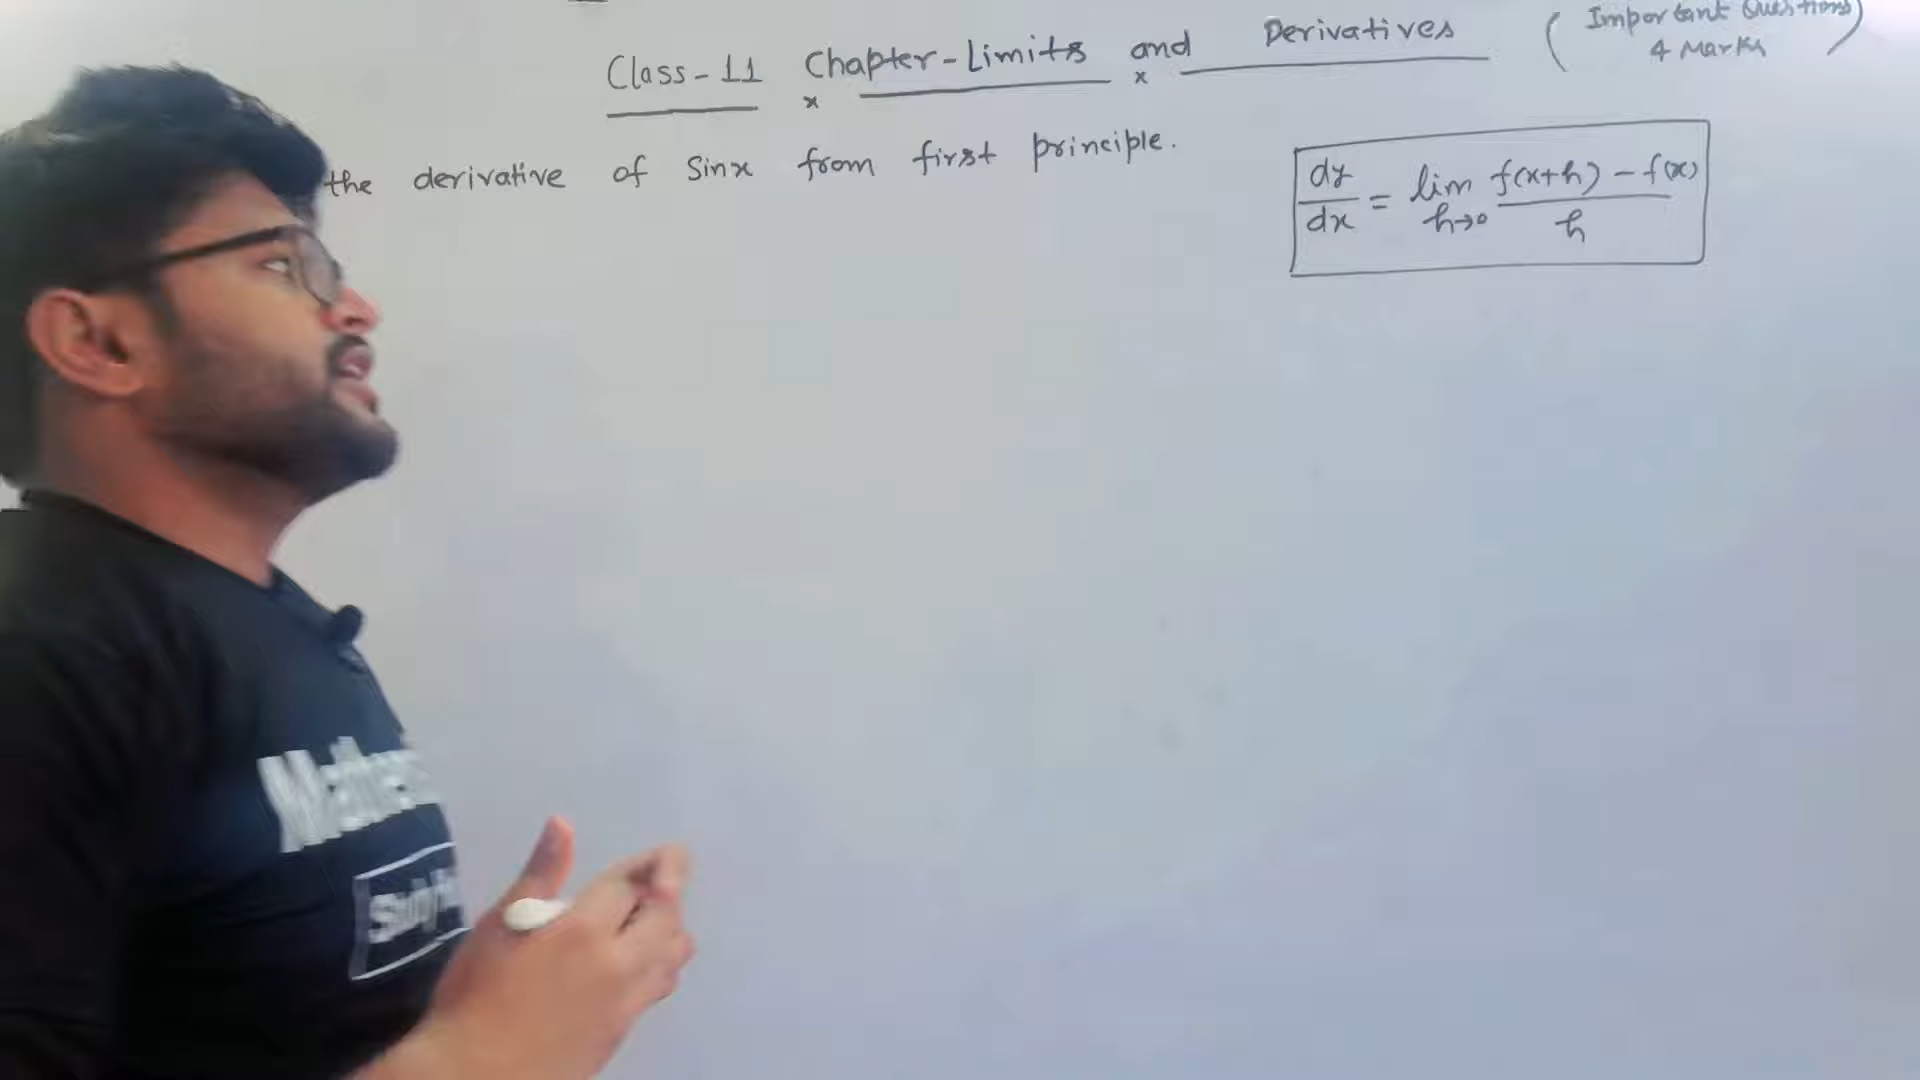 Class-11 Chapter-Limits and Derivatives (Important Questions)
4 Marks
the derivative of Sinx from first principle.
dy/dx = lim h→0 f(x+h) - f(x) / h